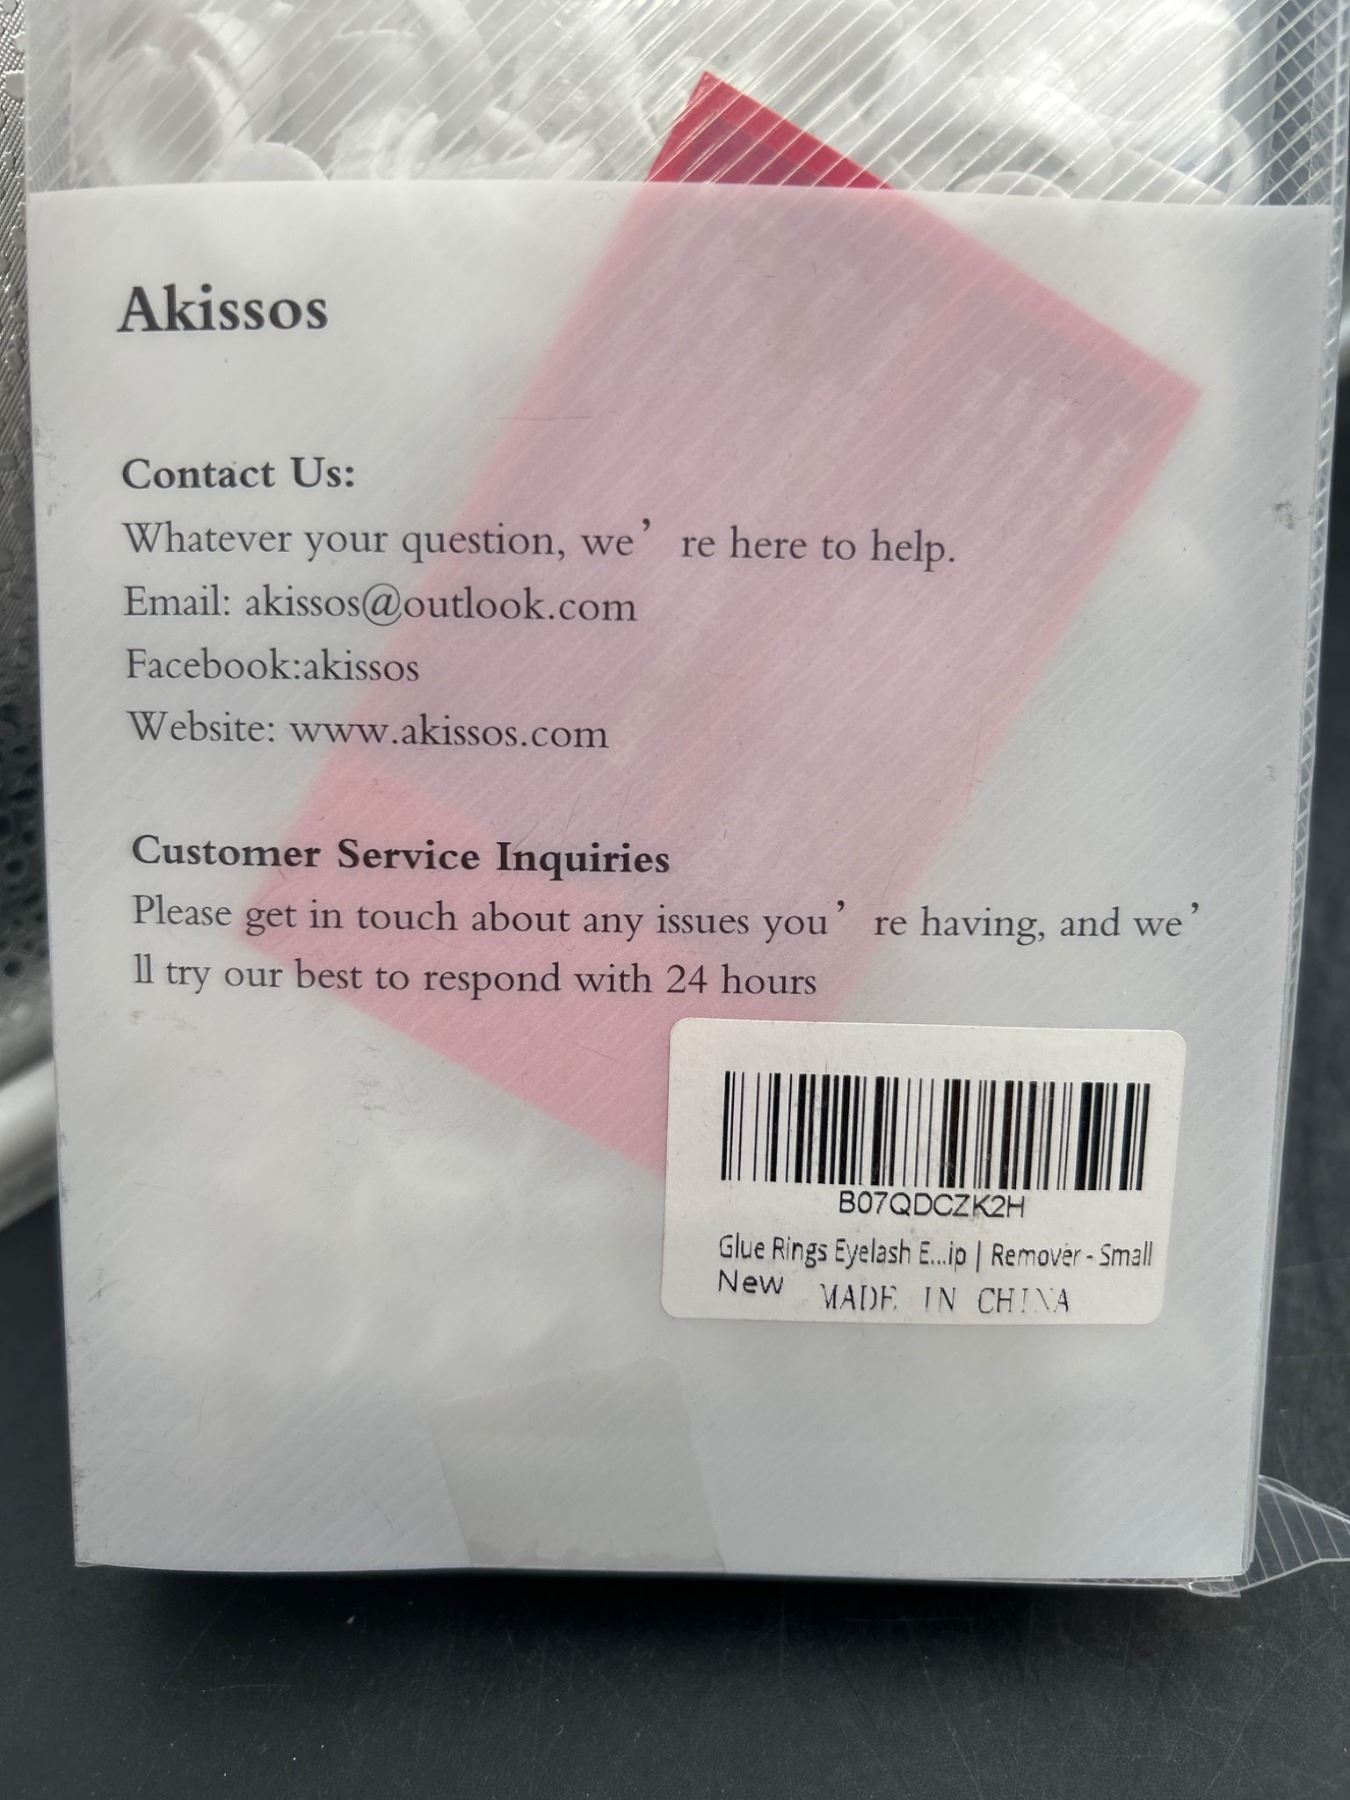 Akissos
Contact Us:
Whatever your question, we’ re here to help.
Email: akissos@outlook.com
Facebook:akissos
Website: www.akissos.com
Customer Service Inquiries
Please get in touch about any issues you’ re having, and we’
ll try our best to respond with 24 hours
B07QDCZK2H
Glue Rings Eyelash E...ip | Remover - Small
New MADE IN CHINA